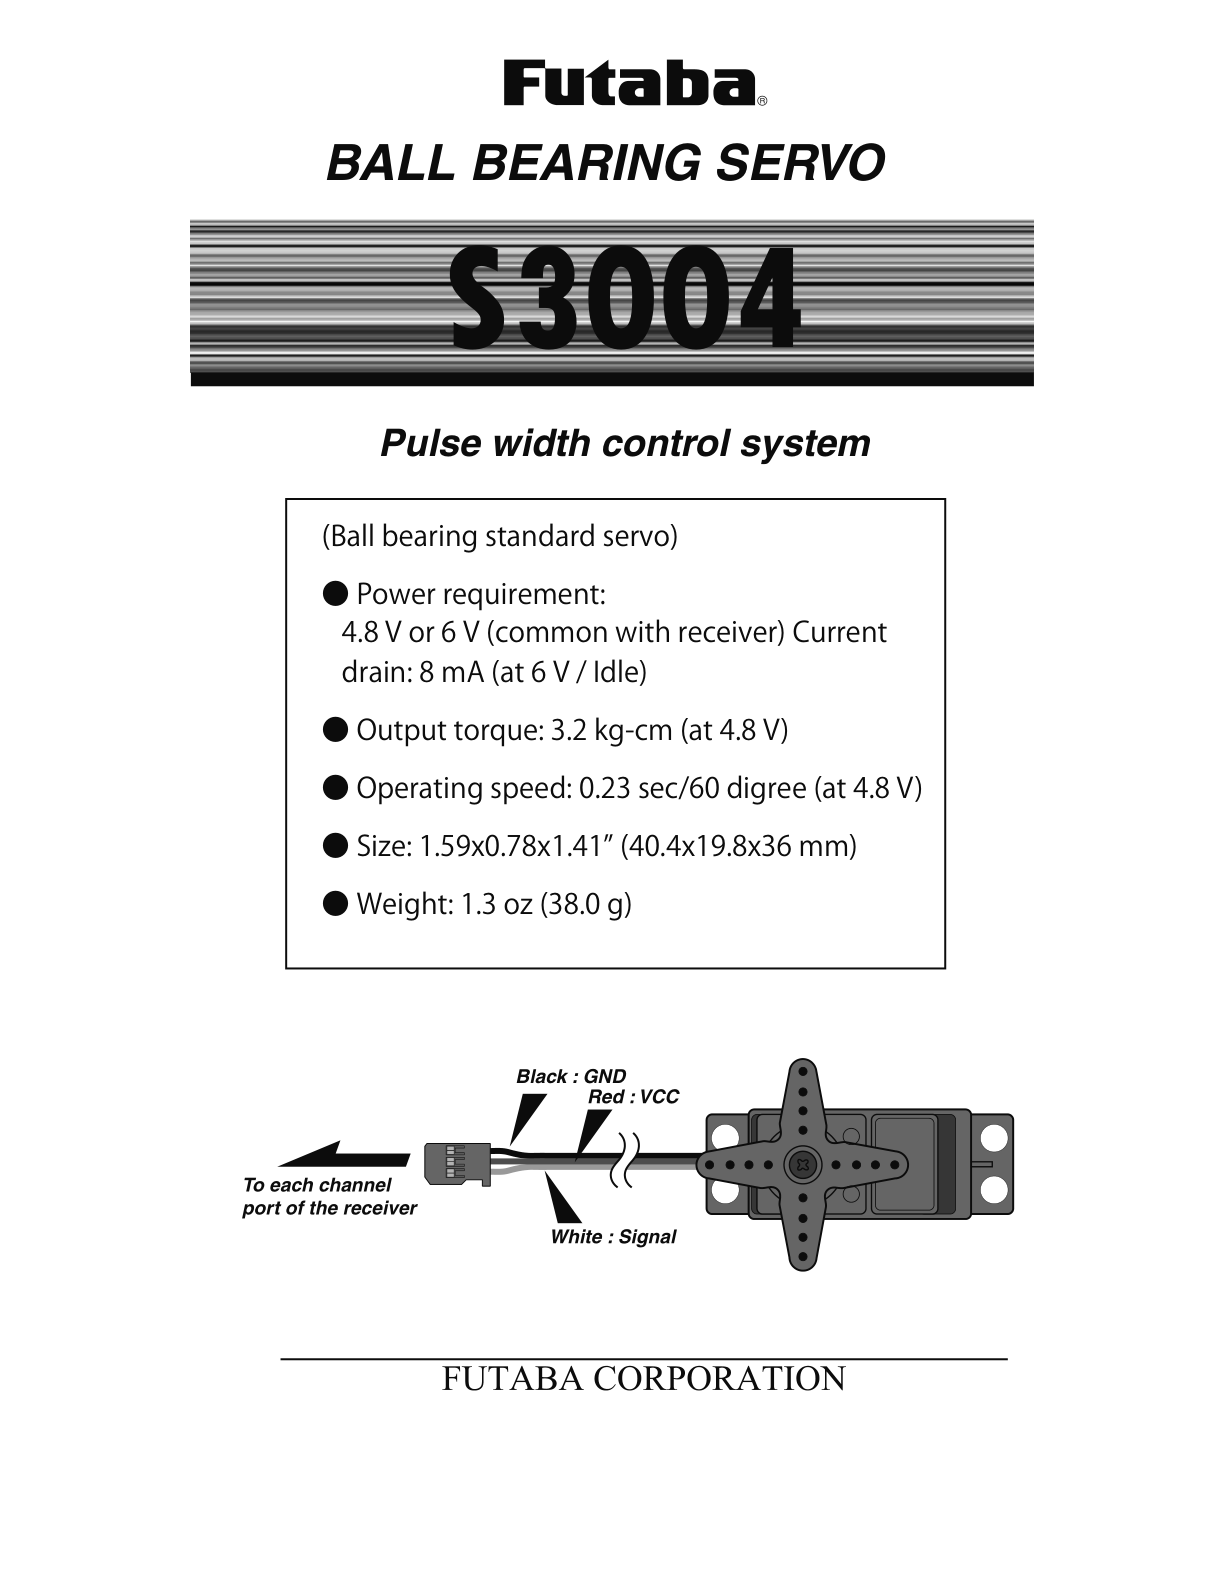 Futaba®
BALL BEARING SERVO
S3004
Pulse width control system
(Ball bearing standard servo)
● Power requirement:
4.8 V or 6 V (common with receiver) Current
drain: 8 mA (at 6 V / Idle)
● Output torque: 3.2 kg-cm (at 4.8 V)
● Operating speed: 0.23 sec/60 digree (at 4.8 V)
● Size: 1.59x0.78x1.41” (40.4x19.8x36 mm)
● Weight: 1.3 oz (38.0 g)
Black : GND
Red : VCC
To each channel
port of the receiver
White : Signal
FUTABA CORPORATION